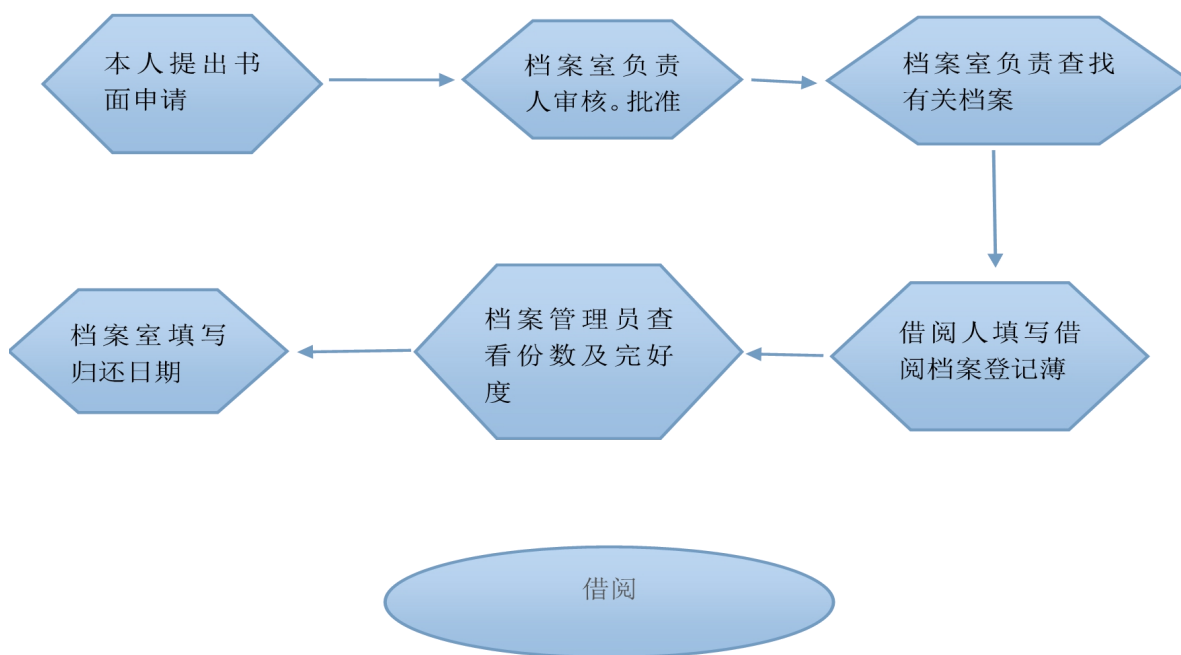 本人提出书
面申请
档案室负责
人审核。批准
档案室负责查找
有关档案
借阅人填写借
阅档案登记薄
档案管理员查
看份数及完好
度
档案室填写
归还日期
借阅